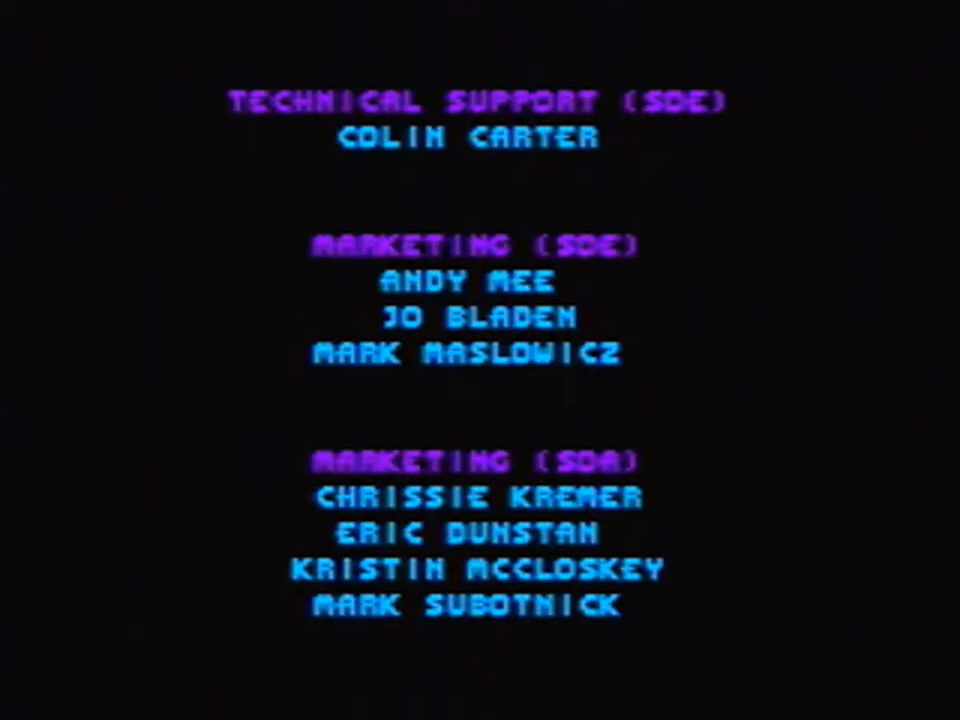 TECHNICAL SUPPORT (SOE)
COLIN CARTER
MARKETING (SOE)
ANDY MEE
JO BLADEN
MARK MASLOWICZ
MARKETING (SOA)
CHRISSIE KREMER
ERIC DUNSTAN
KRISTIN MCCLOSKEY
MARK SUBOTNICK